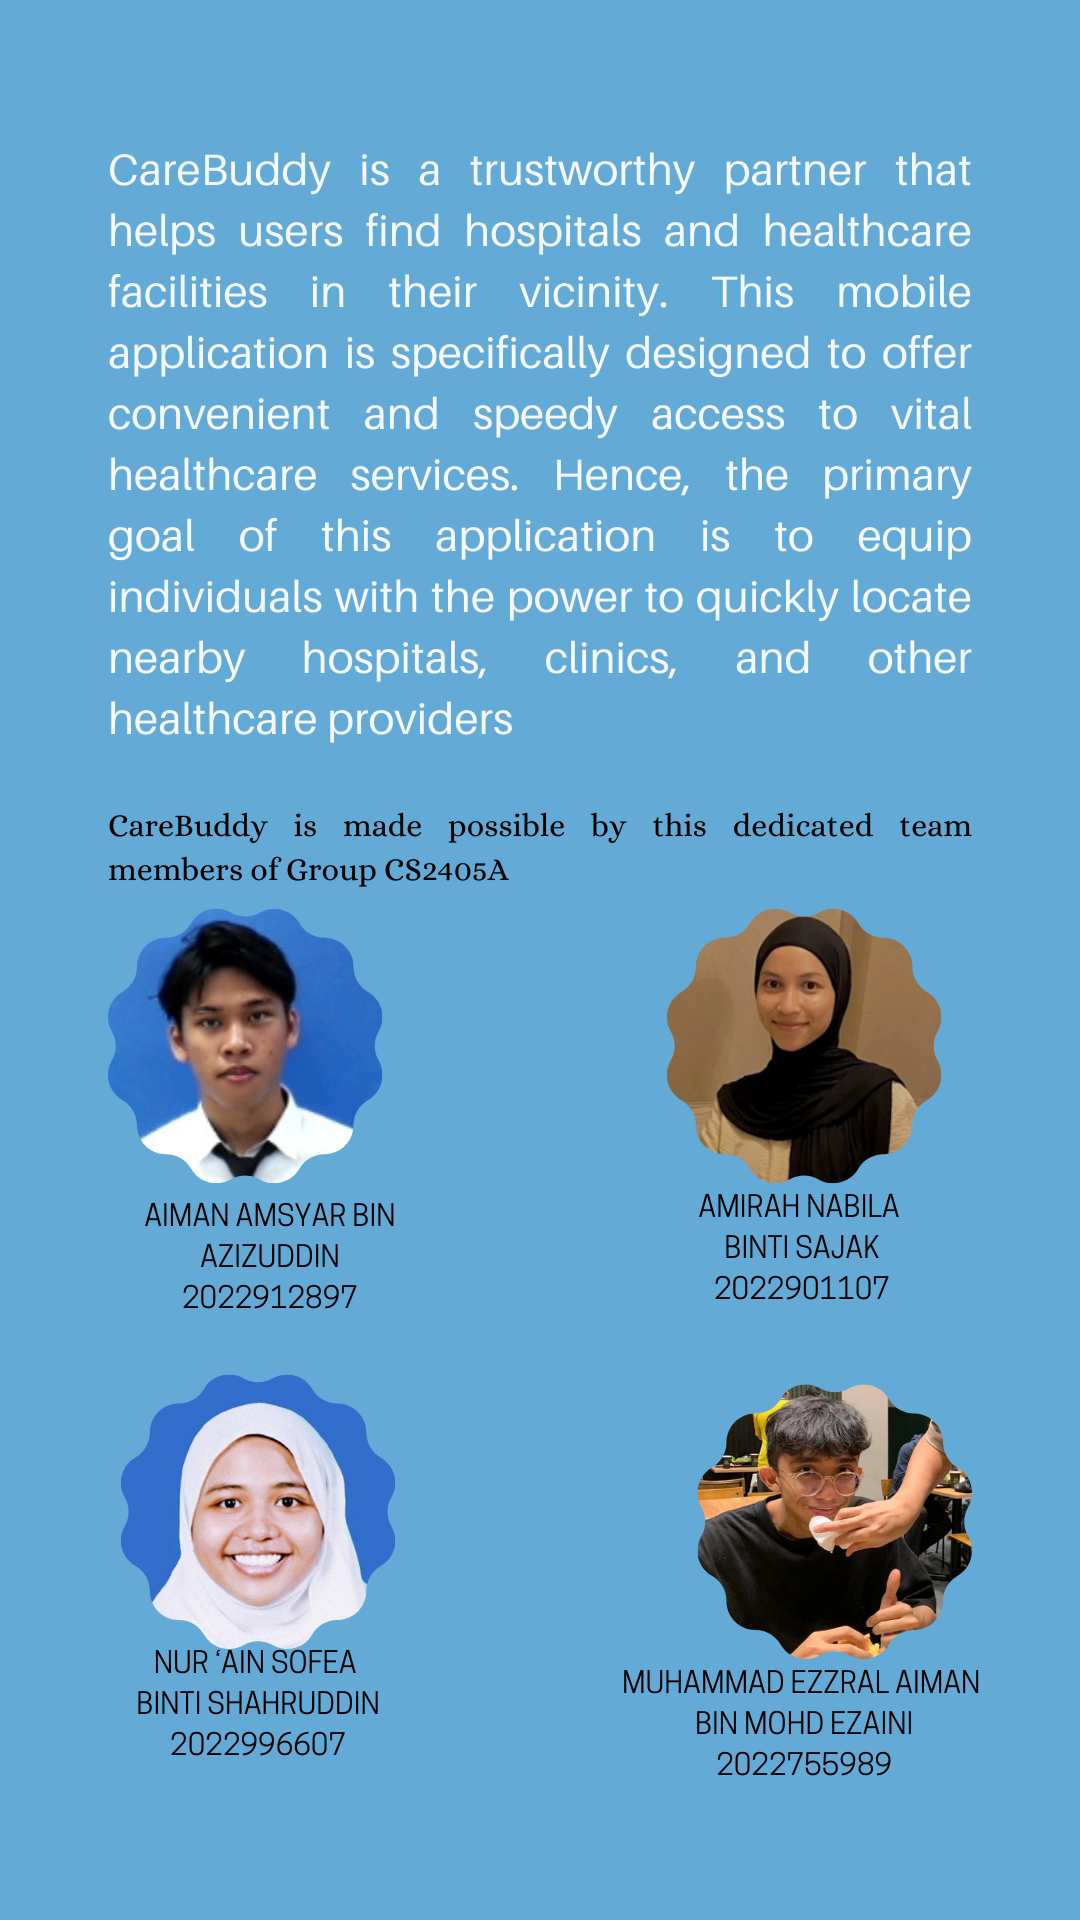 CareBuddy is a trustworthy partner that
helps users find hospitals and healthcare
facilities in their vicinity. This mobile
application is specifically designed to offer
convenient and speedy access to vital
healthcare services. Hence, the primary
goal of this application is to equip
individuals with the power to quickly locate
nearby hospitals, clinics, and other
healthcare providers
CareBuddy is made possible by this dedicated team
members of Group CS2405A
AIMAN AMSYAR BIN
AZIZUDDIN
2022912897
AMIRAH NABILA
BINTI SAJAK
2022901107
NUR ‘AIN SOFEA
BINTI SHAHRUDDIN
2022996607
MUHAMMAD EZZRAL AIMAN
BIN MOHD EZAINI
2022755989